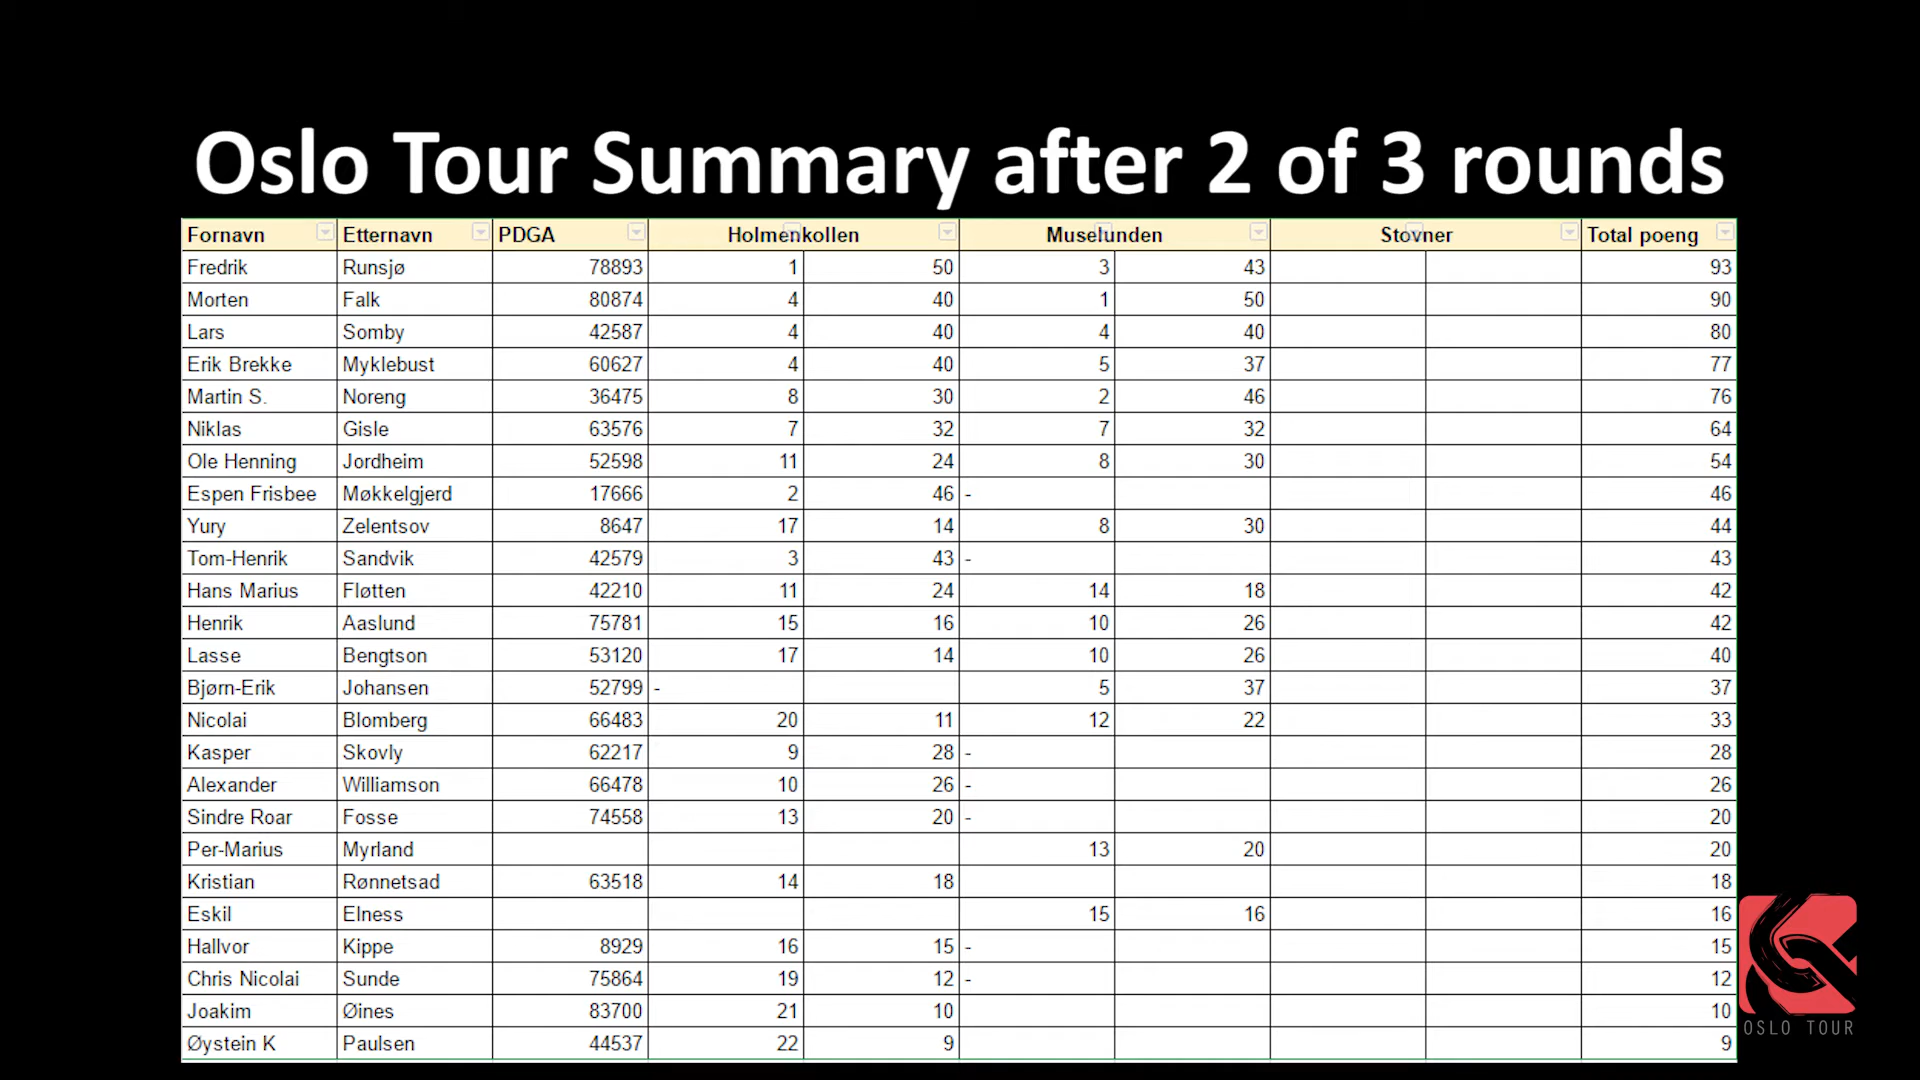 Oslo Tour Summary after 2 of 3 rounds
Fornavn Etternavn PDGA Holmenkollen Muselunden Stovner Total poeng
Fredrik Runsjø 78893 1 50 3 43 93
Morten Falk 80874 4 40 1 50 90
Lars Somby 42587 4 40 4 40 80
Erik Brekke Myklebust 60627 4 40 5 37 77
Martin S. Noreng 36475 8 30 2 46 76
Niklas Gisle 63576 7 32 7 32 64
Ole Henning Jordheim 52598 11 24 8 30 54
Espen Frisbee Møkkelgjerd 17666 2 46 - 46
Yury Zelentsov 8647 17 14 8 30 44
Tom-Henrik Sandvik 42579 3 43 - 43
Hans Marius Fløtten 42210 11 24 14 18 42
Henrik Aaslund 75781 15 16 10 26 42
Lasse Bengtson 53120 17 14 10 26 40
Bjørn-Erik Johansen 52799 - 5 37 37
Nicolai Blomberg 66483 20 11 12 22 33
Kasper Skovly 62217 9 28 - 28
Alexander Williamson 66478 10 26 - 26
Sindre Roar Fosse 74558 13 20 - 20
Per-Marius Myrland 13 20 20
Kristian Rønnetsad 63518 14 18 18
Eskil Elness 15 16 16
Hallvor Kippe 8929 16 15 - 15
Chris Nicolai Sunde 75864 19 12 - 12
Joakim Øines 83700 21 10 10
Øystein K Paulsen 44537 22 9 9
OSLO TOUR